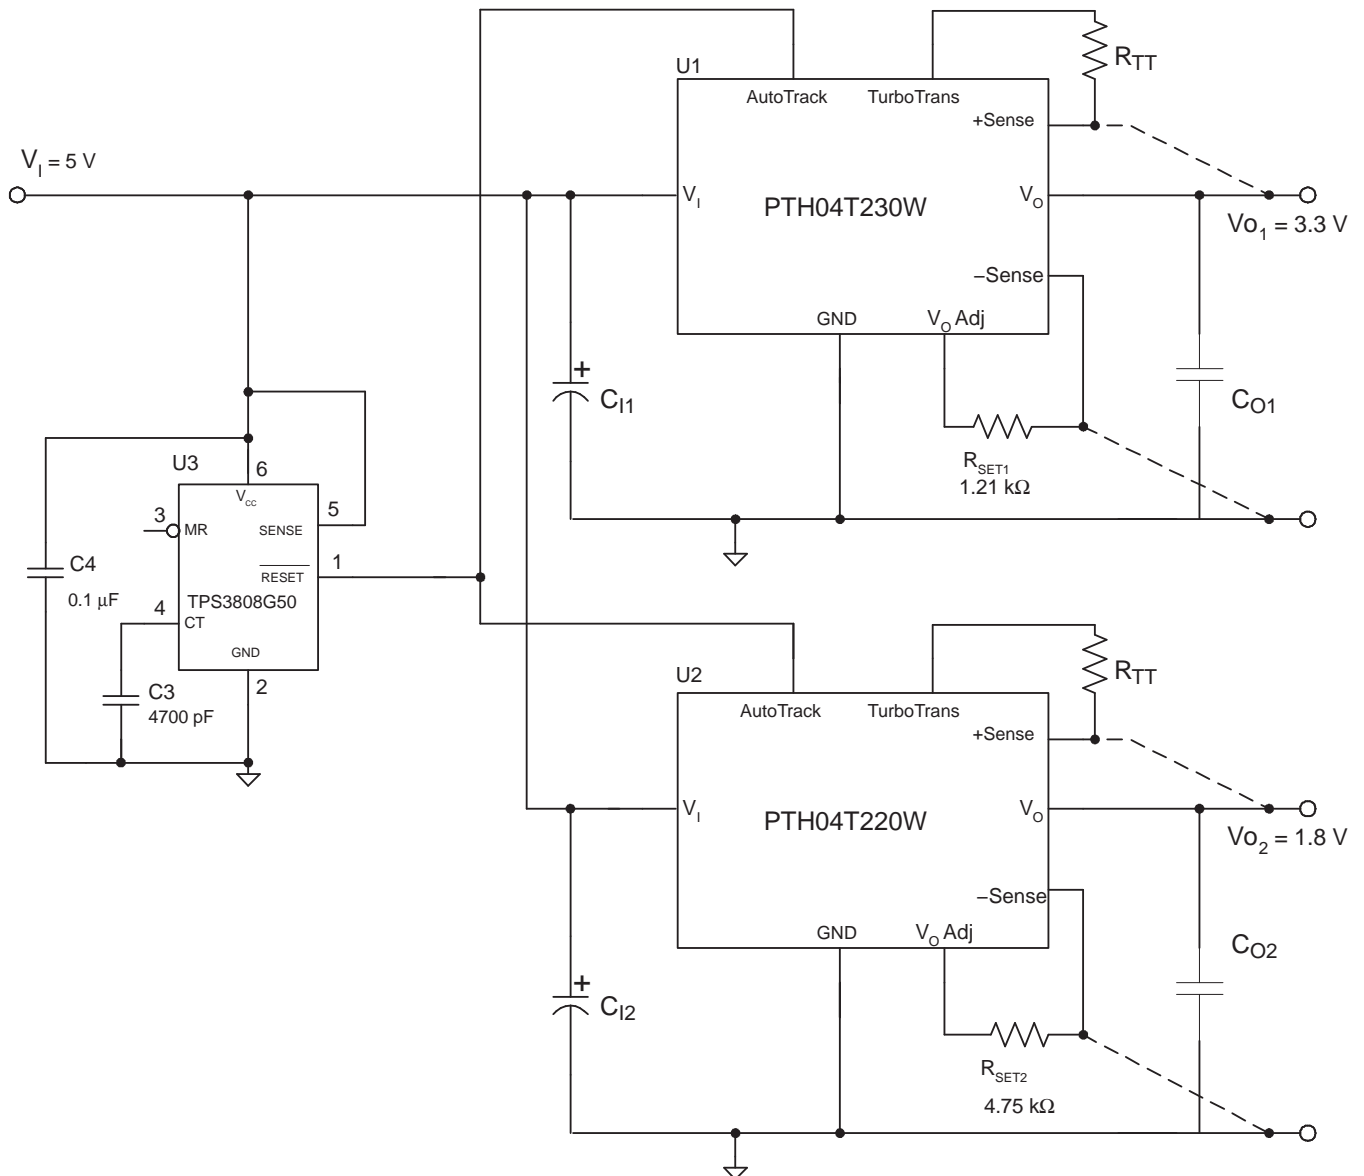 U1
AutoTrack
TurboTrans
R_TT
+Sense
V_I = 5 V
V_I
PTH04T230W
V_O
Vo_1 = 3.3 V
−Sense
GND
V_O Adj
+
C_I1
C_O1
R_SET1
1.21 kΩ
U3
6
V_CC
5
3
MR
SENSE
1
RESET
C4
0.1 μF
4
TPS3808G50
CT
GND
2
C3
4700 pF
U2
AutoTrack
TurboTrans
R_TT
+Sense
V_I
PTH04T220W
V_O
Vo_2 = 1.8 V
−Sense
GND
V_O Adj
+
C_I2
C_O2
R_SET2
4.75 kΩ